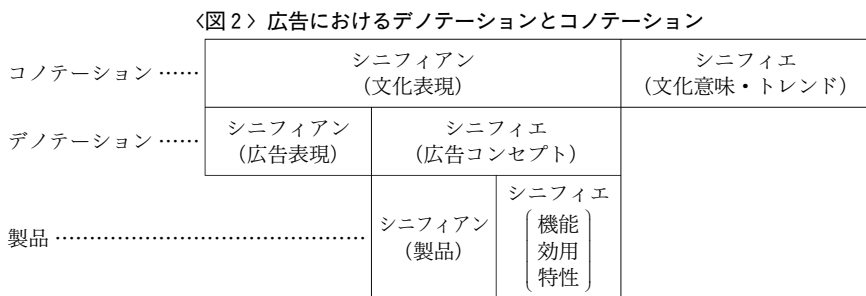 〈図2〉広告におけるデノテーションとコノテーション
コノテーション …… シニフィアン シニフィエ
(文化表現) (文化意味・トレンド)
デノテーション …… シニフィアン シニフィエ
(広告表現) (広告コンセプト)
シニフィエ
製品 ………………………………………… シニフィアン 機能
(製品) 効用
特性